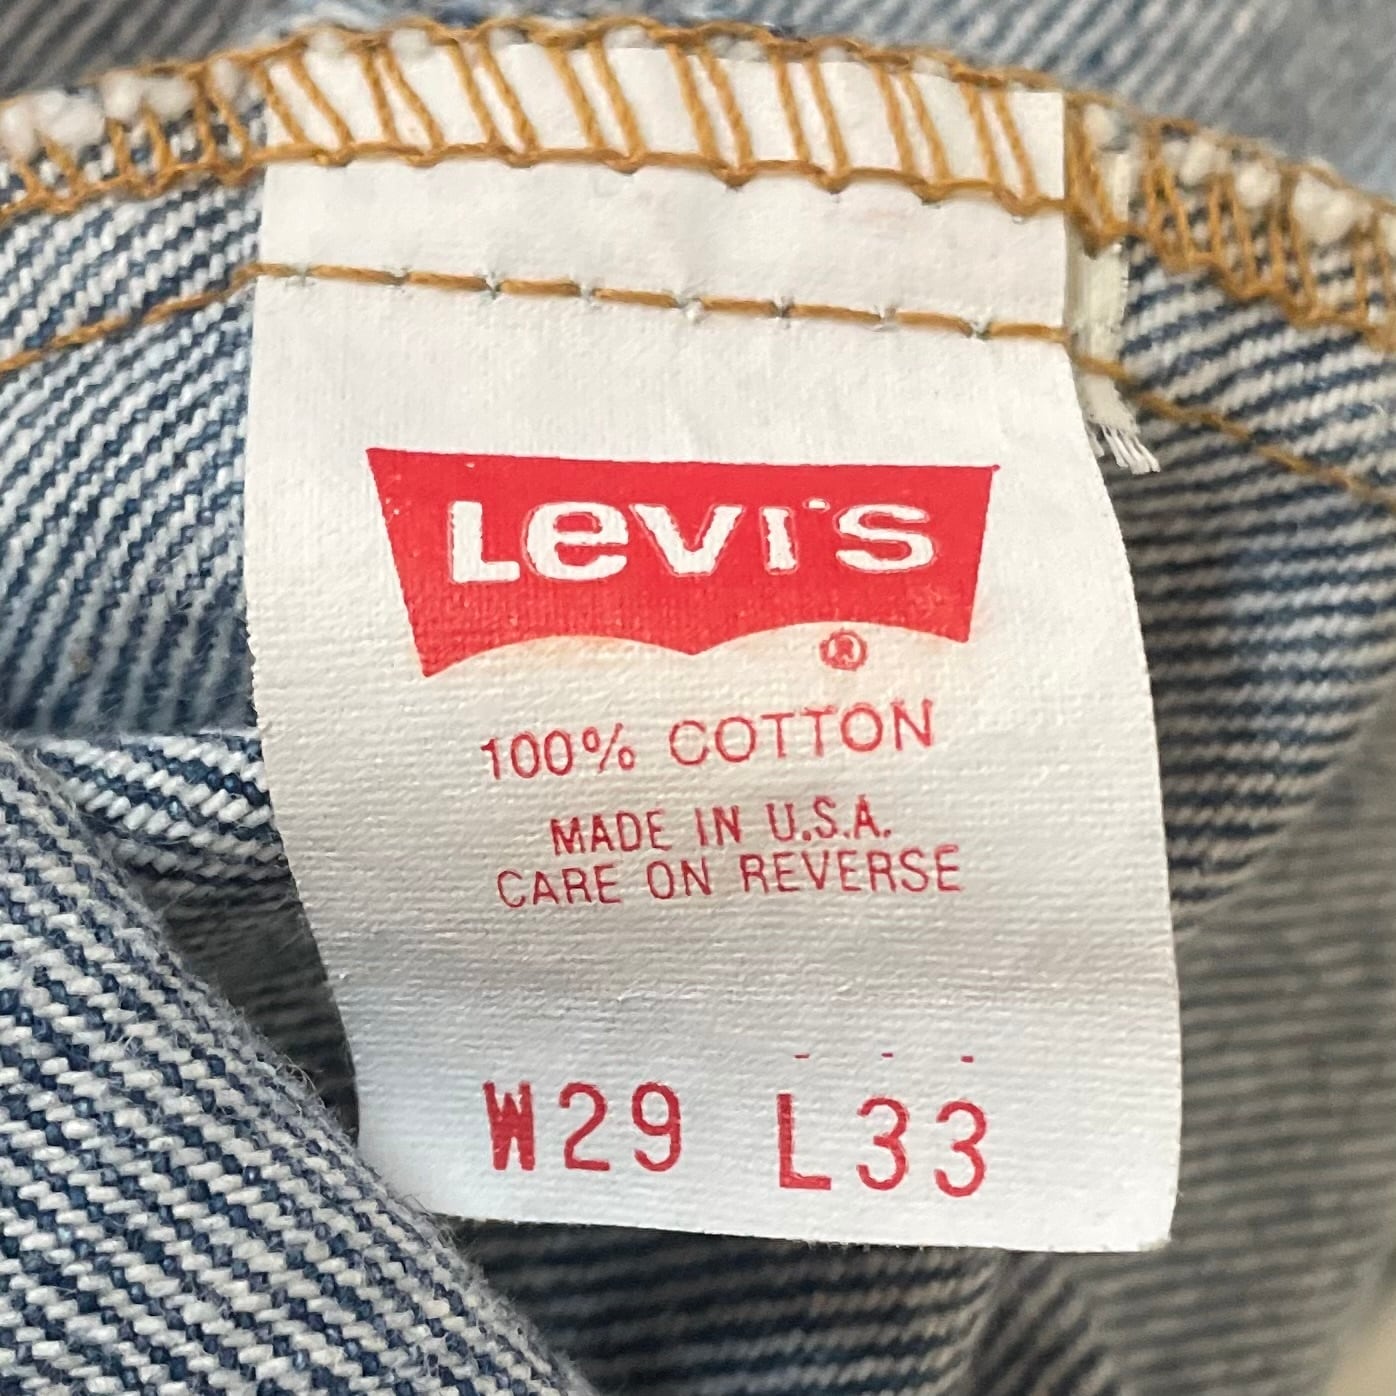 Levi's
®
100% COTTON
MADE IN U.S.A.
CARE ON REVERSE
W29 L33